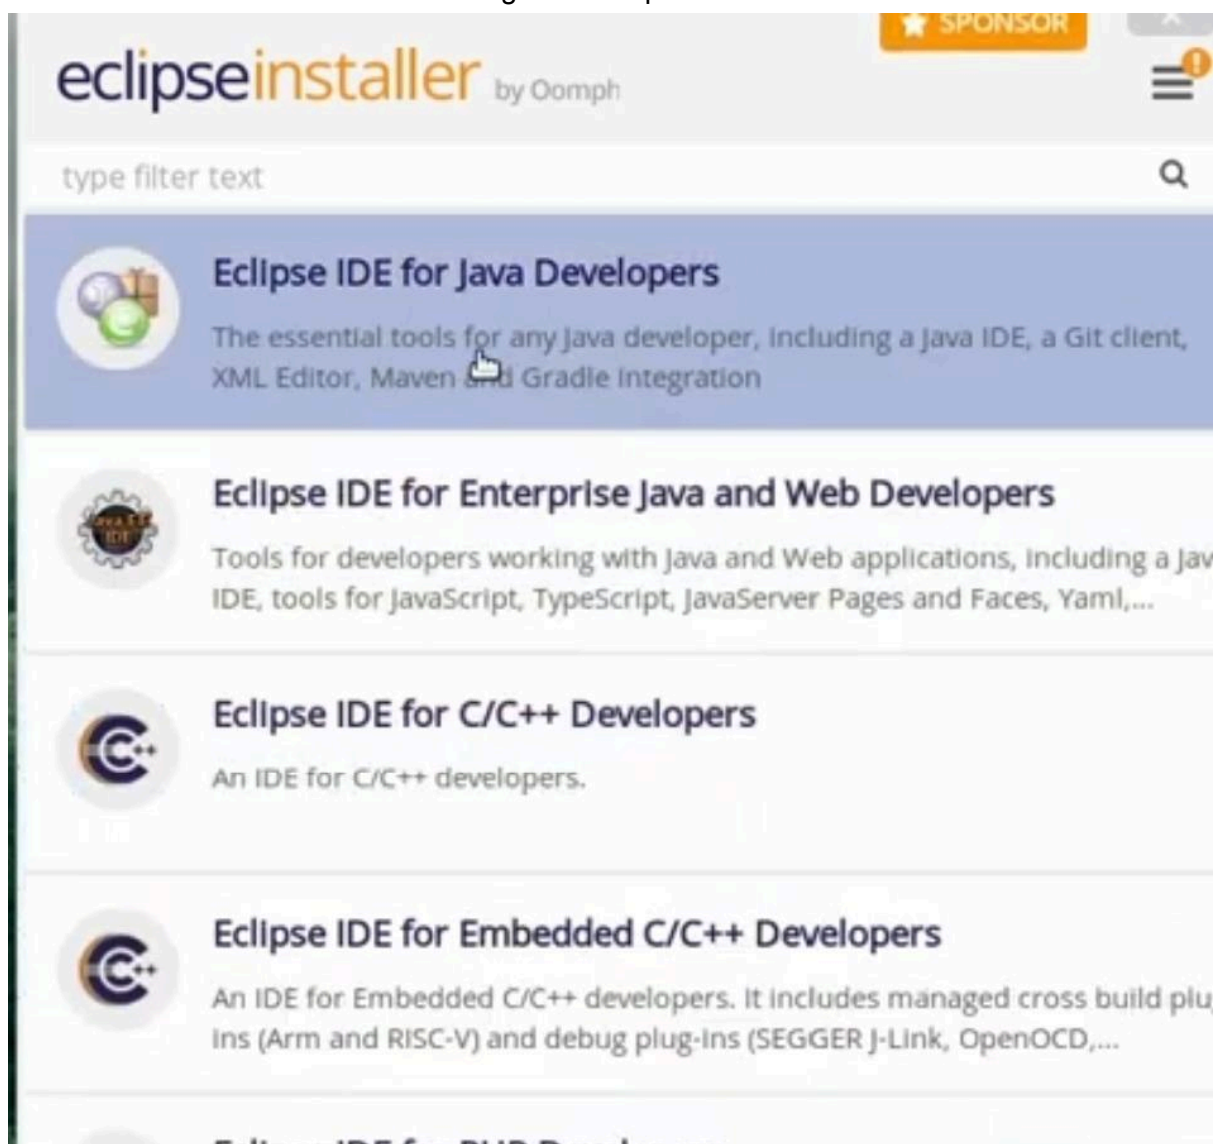 SPONSOR
eclipseinstaller by Oomph
type filter text
Eclipse IDE for Java Developers
The essential tools for any Java developer, including a Java IDE, a Git client,
XML Editor, Maven and Gradle integration
Eclipse IDE for Enterprise Java and Web Developers
Tools for developers working with Java and Web applications, including a Jav
IDE, tools for JavaScript, TypeScript, JavaServer Pages and Faces, Yaml,...
Eclipse IDE for C/C++ Developers
An IDE for C/C++ developers.
Eclipse IDE for Embedded C/C++ Developers
An IDE for Embedded C/C++ developers. It includes managed cross build plu
ins (Arm and RISC-V) and debug plug-ins (SEGGER J-Link, OpenOCD,...